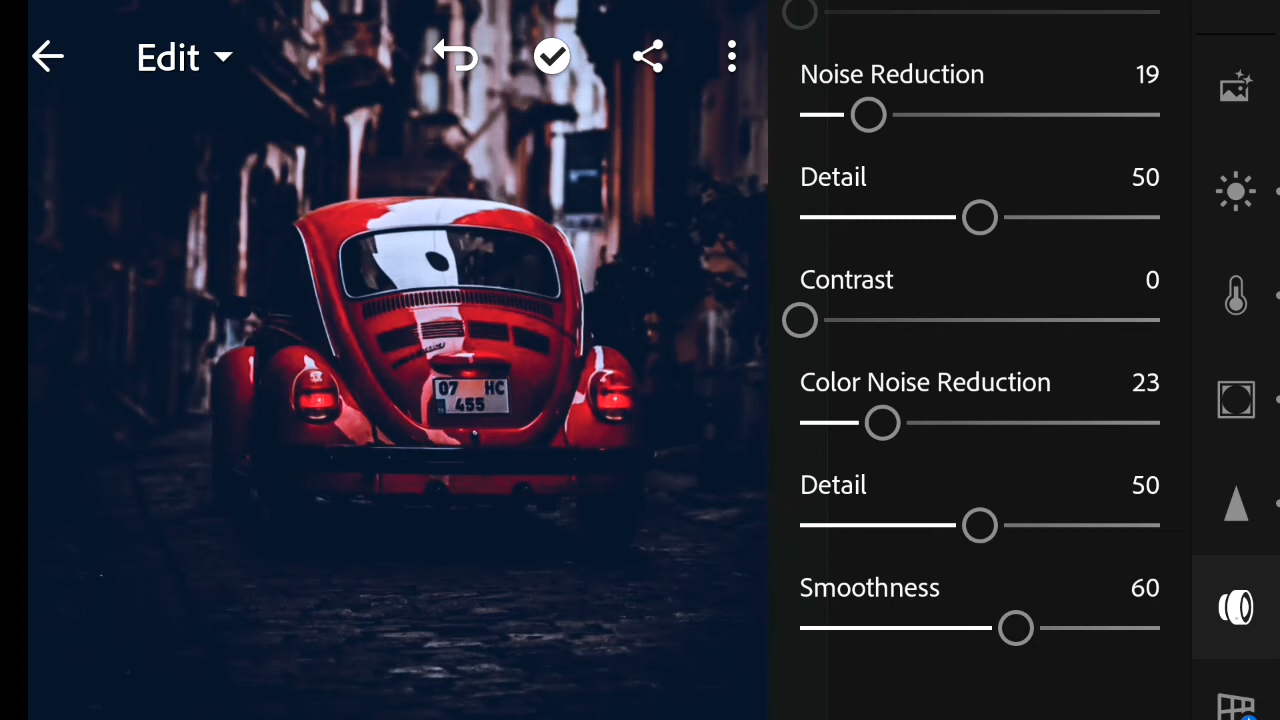 Edit
Noise Reduction 19
Detail 50
Contrast 0
Color Noise Reduction 23
Detail 50
Smoothness 60
07 HC
455